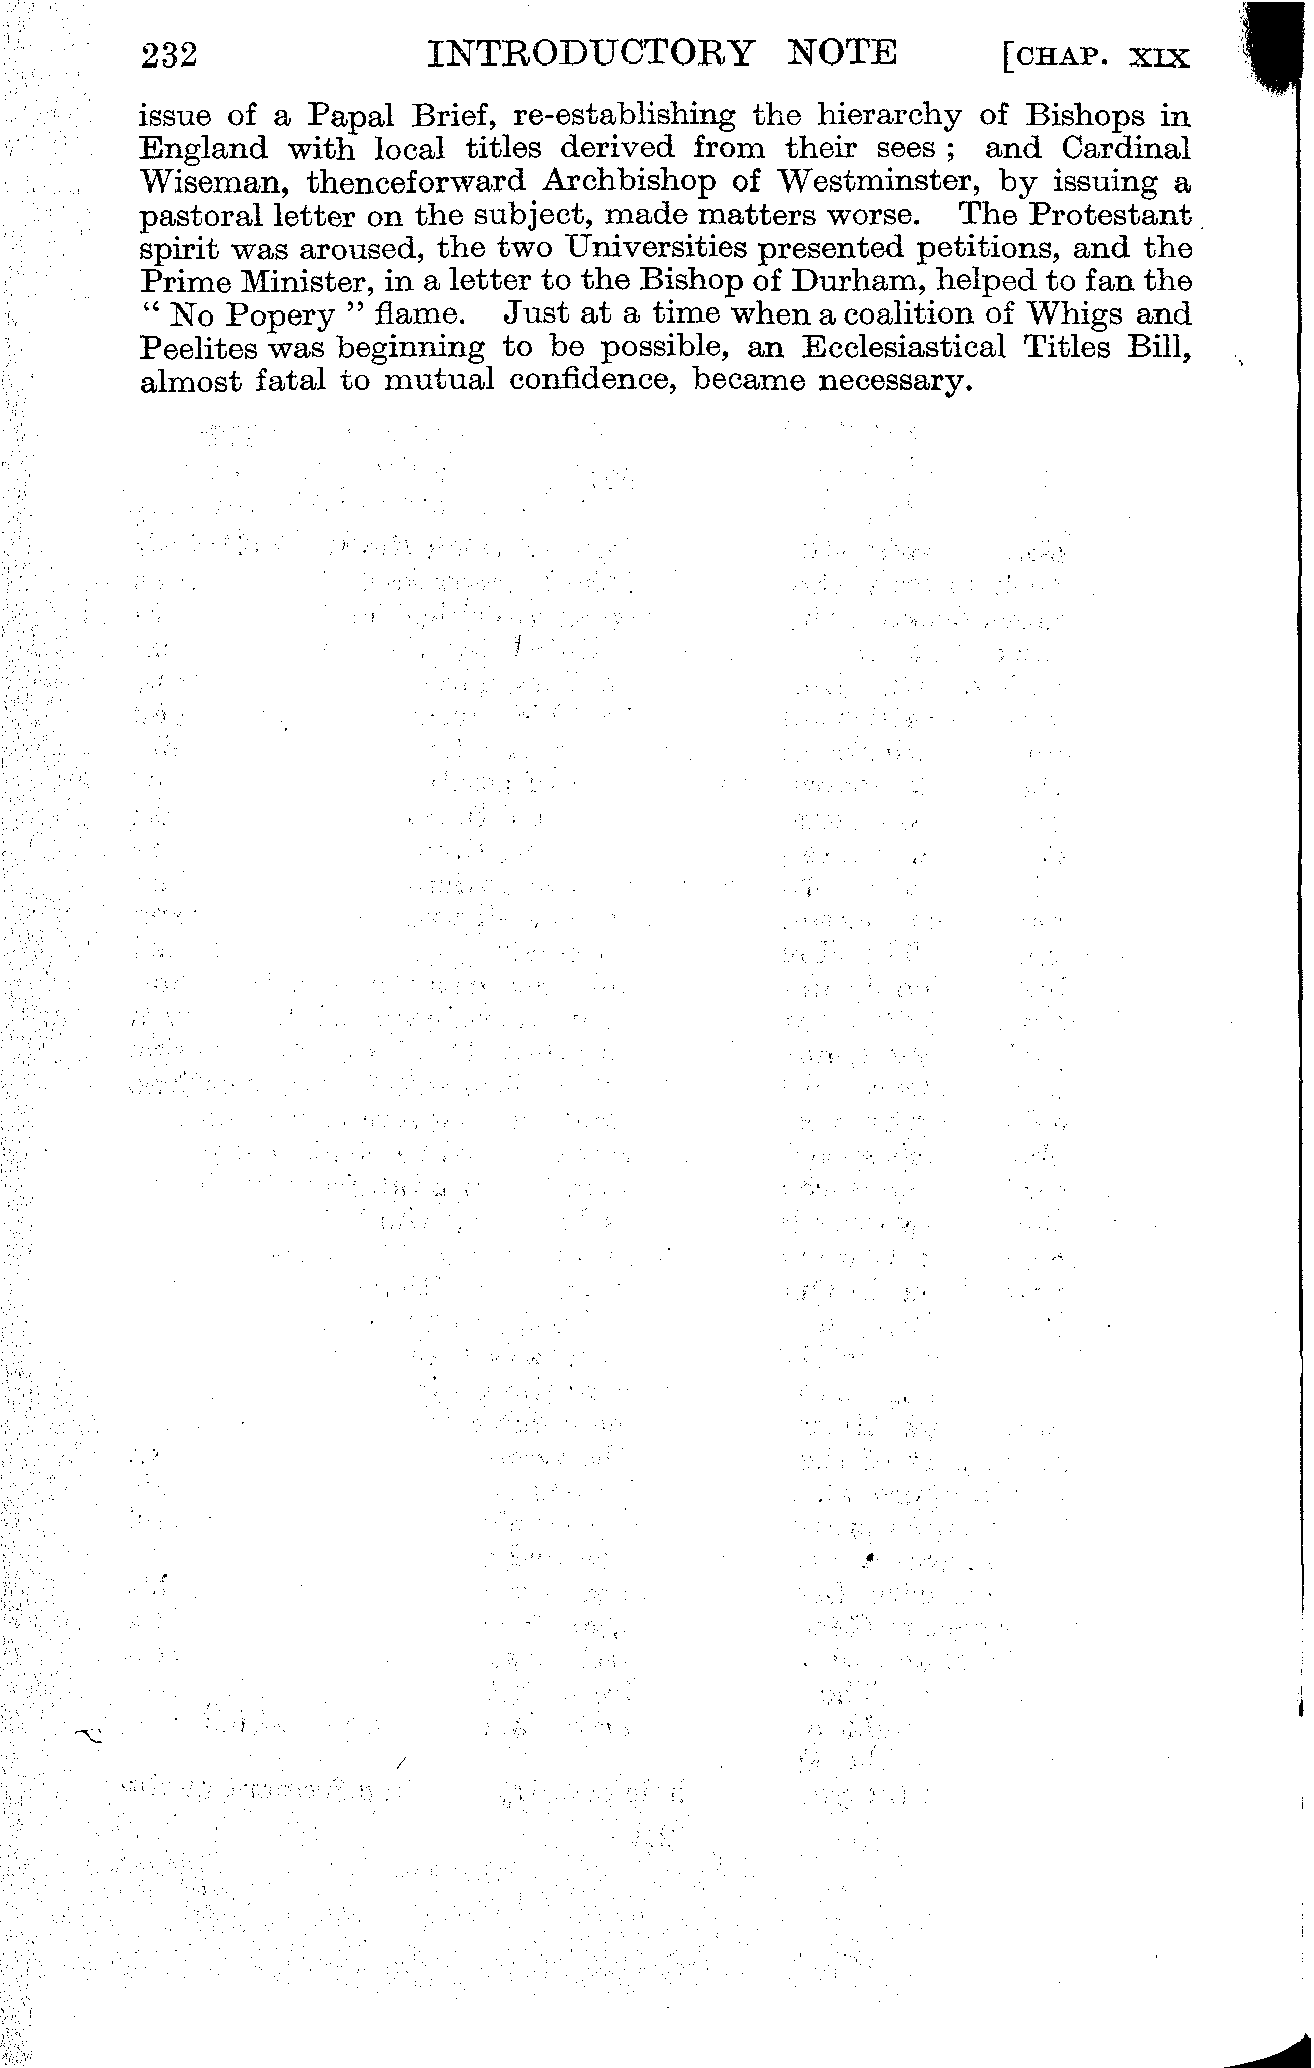 232 INTRODUCTORY NOTE [CHAP. XIX
issue of a Papal Brief, re-establishing the hierarchy of Bishops in
England with local titles derived from their sees ; and Cardinal
Wiseman, thenceforward Archbishop of Westminster, by issuing a
pastoral letter on the subject, made matters worse. The Protestant
spirit was aroused, the two Universities presented petitions, and the
Prime Minister, in a letter to the Bishop of Durham, helped to fan the
“ No Popery ” flame. Just at a time when a coalition of Whigs and
Peelites was beginning to be possible, an Ecclesiastical Titles Bill,
almost fatal to mutual confidence, became necessary.